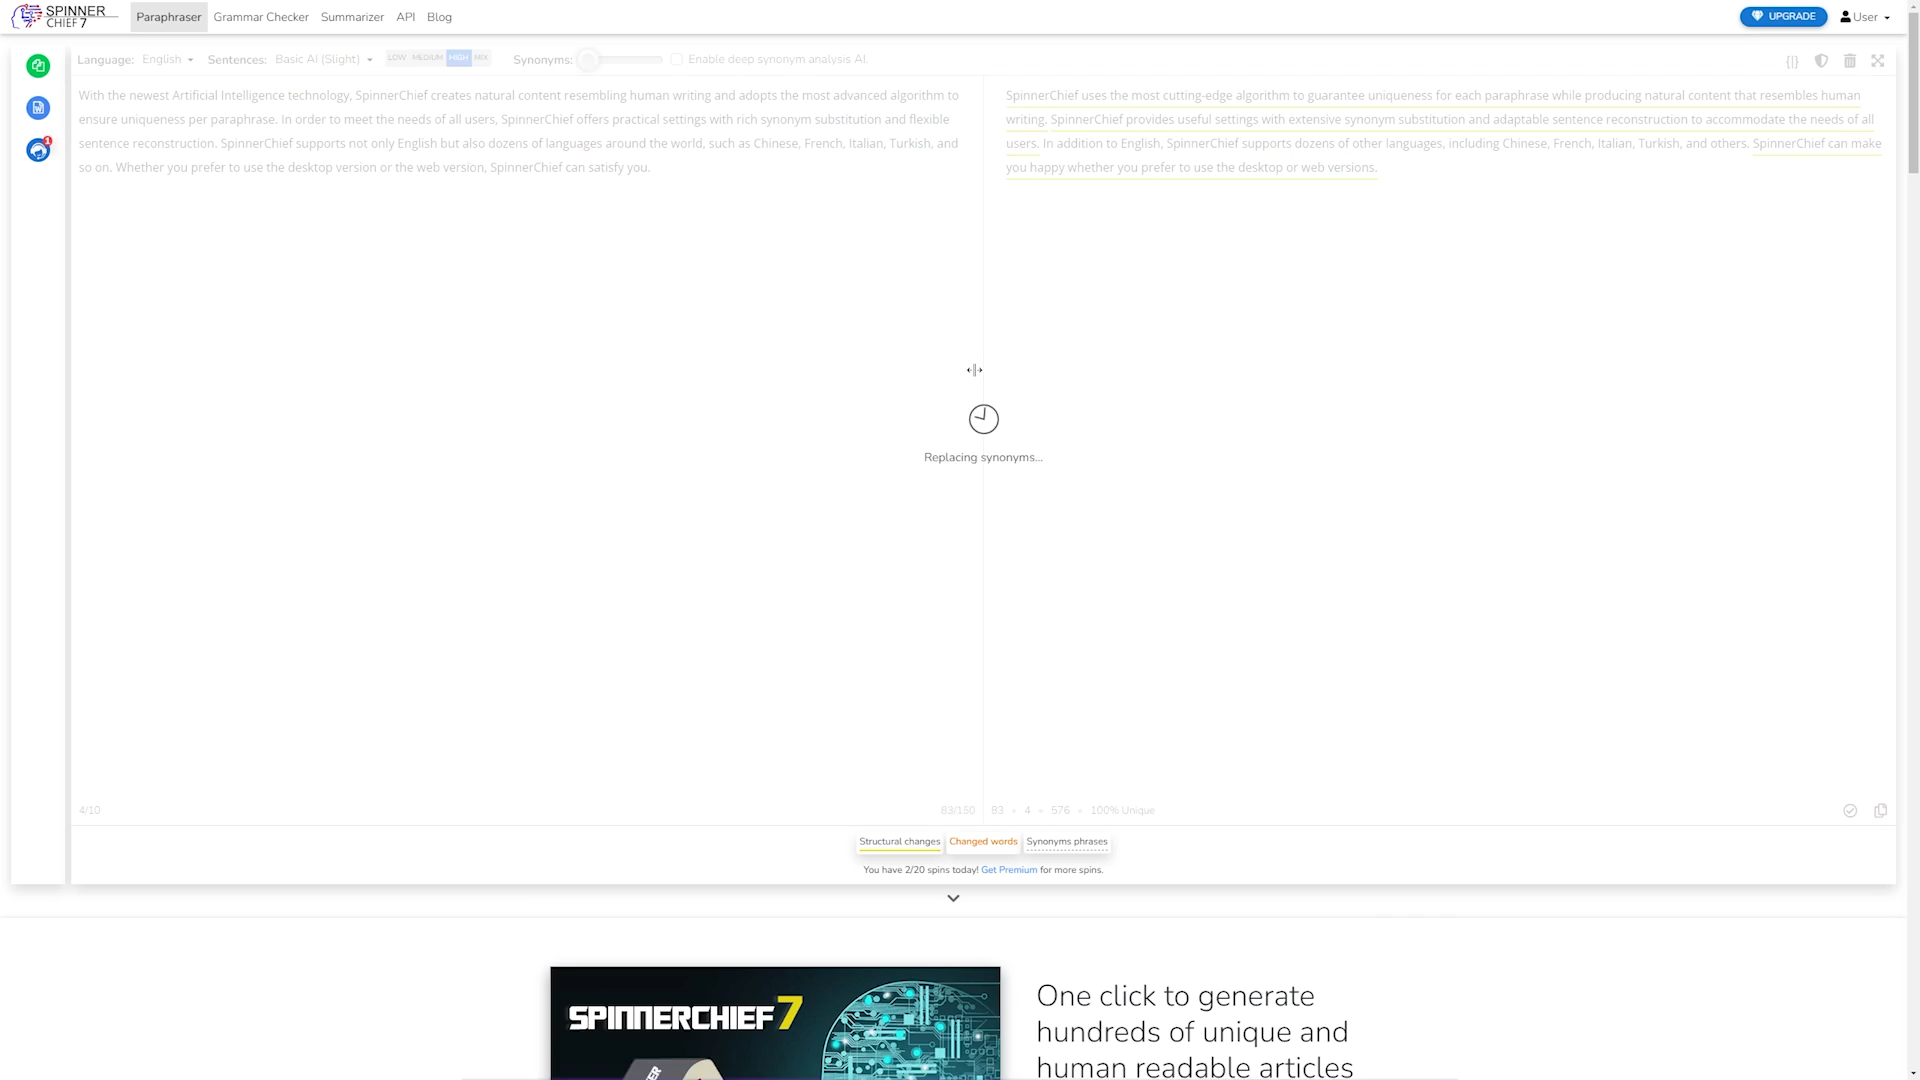 SPINNER
CHIEF 7
Paraphraser Grammar Checker Summarizer API Blog
UPGRADE User
Language: English Sentences: Basic AI (Slight) LOW MEDIUM HIGH MIX Synonyms: Enable deep synonym analysis AI.
With the newest Artificial Intelligence technology, SpinnerChief creates natural content resembling human writing and adopts the most advanced algorithm to
ensure uniqueness per paraphrase. In order to meet the needs of all users, SpinnerChief offers practical settings with rich synonym substitution and flexible
sentence reconstruction. SpinnerChief supports not only English but also dozens of languages around the world, such as Chinese, French, Italian, Turkish, and
so on. Whether you prefer to use the desktop version or the web version, SpinnerChief can satisfy you.
SpinnerChief uses the most cutting-edge algorithm to guarantee uniqueness for each paraphrase while producing natural content that resembles human
writing. SpinnerChief provides useful settings with extensive synonym substitution and adaptable sentence reconstruction to accommodate the needs of all
users. In addition to English, SpinnerChief supports dozens of other languages, including Chinese, French, Italian, Turkish, and others. SpinnerChief can make
you happy whether you prefer to use the desktop or web versions.
1
Replacing synonyms...
4/10 83/150 83 • 4 • 576 • 100% Unique
Structural changes Changed words Synonyms phrases
You have 2/20 spins today! Get Premium for more spins.
SPINNERCHIEF 7
One click to generate
hundreds of unique and
human readable articles